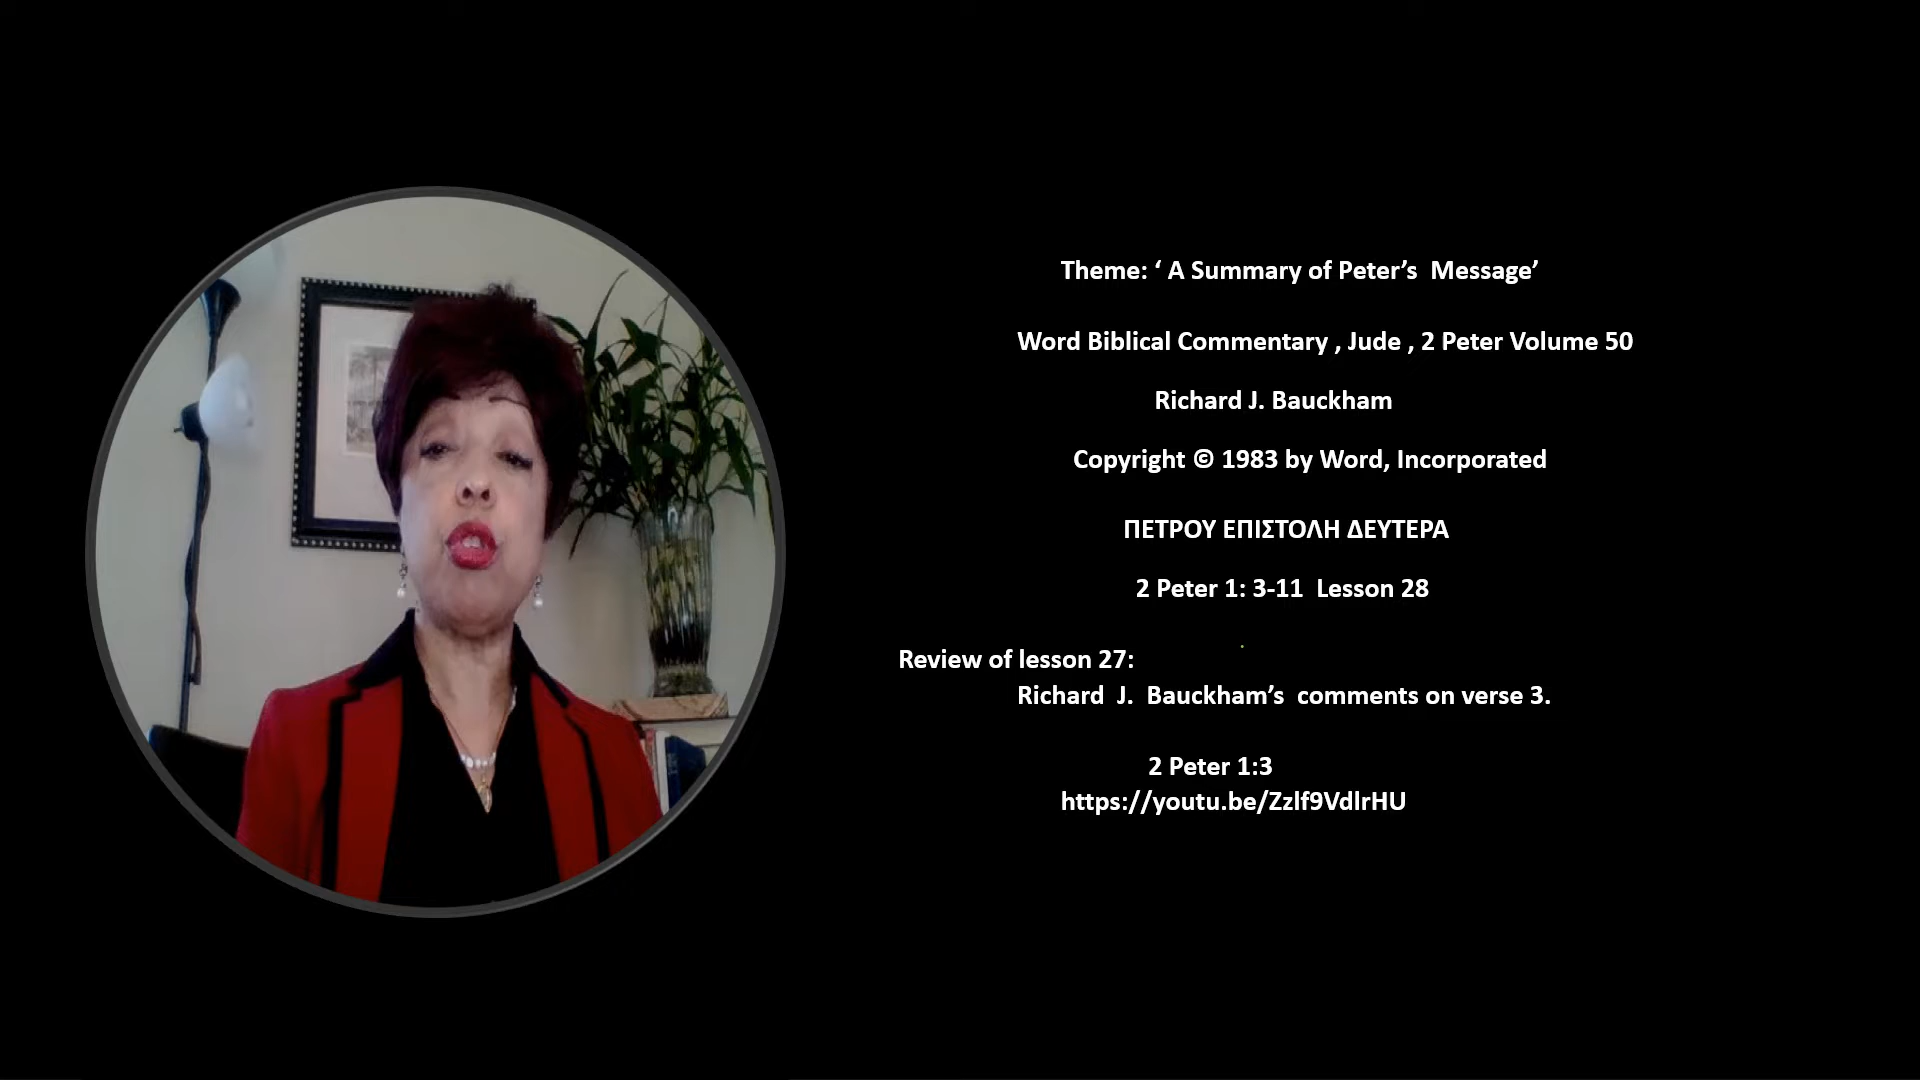 Theme: ‘ A Summary of Peter’s  Message’
Word Biblical Commentary , Jude , 2 Peter Volume 50
Richard J. Bauckham
Copyright © 1983 by Word, Incorporated
ΠΕΤΡΟΥ ΕΠΙΣΤΟΛΗ ΔΕΥΤΕΡΑ
2 Peter 1: 3-11  Lesson 28
Review of lesson 27:
Richard  J.  Bauckham’s  comments on verse 3.
2 Peter 1:3
https://youtu.be/Zzlf9VdlrHU